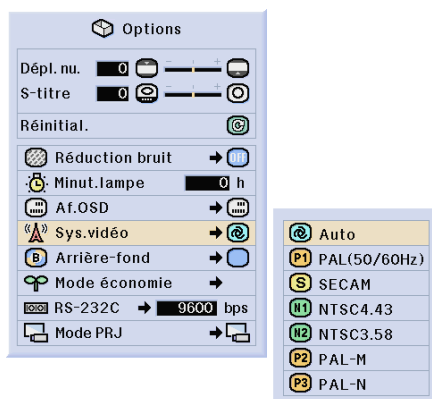 Options
Dépl. nu. 0 - +
S-titre 0 - +
Réinitial.
Réduction bruit OFF
Minut.lampe 0 h
Af.OSD
Sys.vidéo
B Arrière-fond
Mode économie
RS-232C 9600 bps
Mode PRJ
Auto
P1 PAL(50/60Hz)
S SECAM
N1 NTSC4.43
N2 NTSC3.58
P2 PAL-M
P3 PAL-N